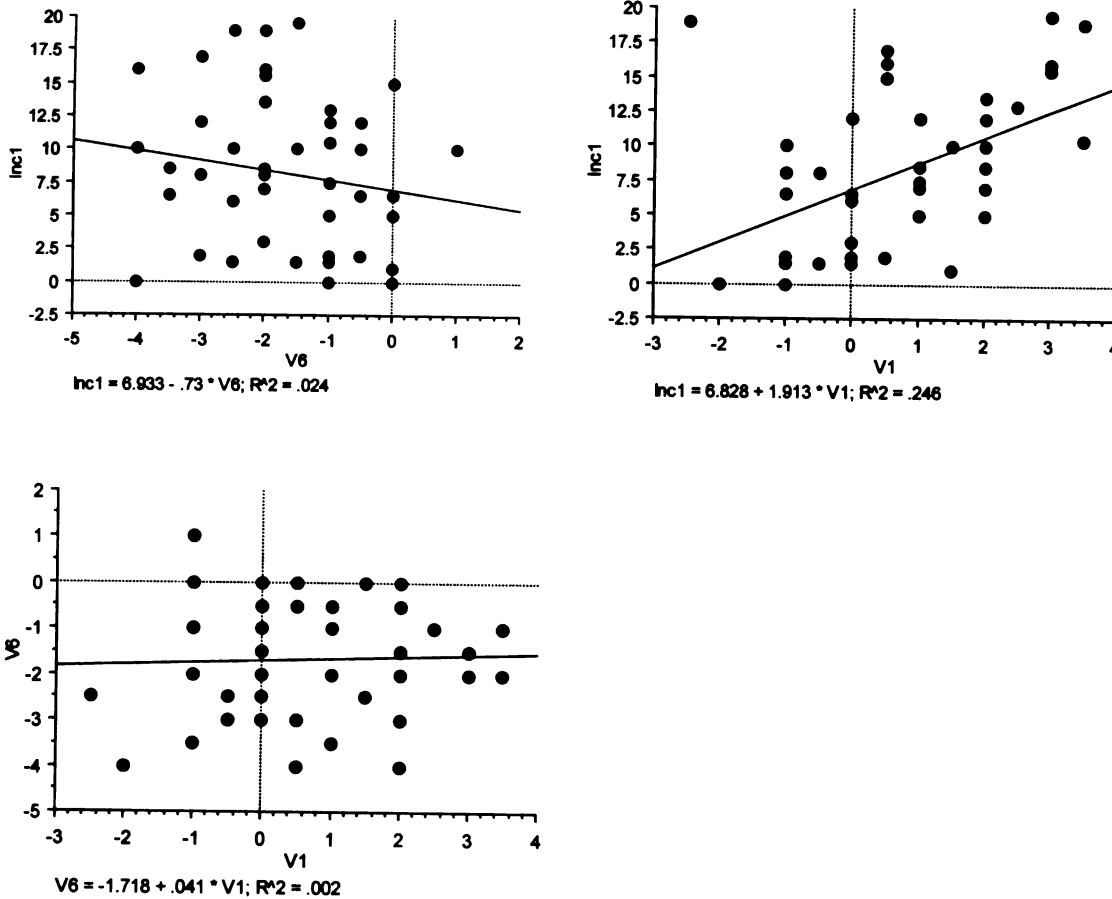 20
17.5
15
12.5
10
7.5
5
2.5
0
-2.5
Inc1
-5 -4 -3 -2 -1 0 1 2
V6
Inc1 = 6.933 - .73 * V6; R^2 = .024
20
17.5
15
12.5
10
7.5
5
2.5
0
-2.5
Inc1
-3 -2 -1 0 1 2 3 4
V1
Inc1 = 6.828 + 1.913 * V1; R^2 = .246
2
1
0
-1
-2
-3
-4
-5
V6
-3 -2 -1 0 1 2 3 4
V1
V6 = -1.718 + .041 * V1; R^2 = .002